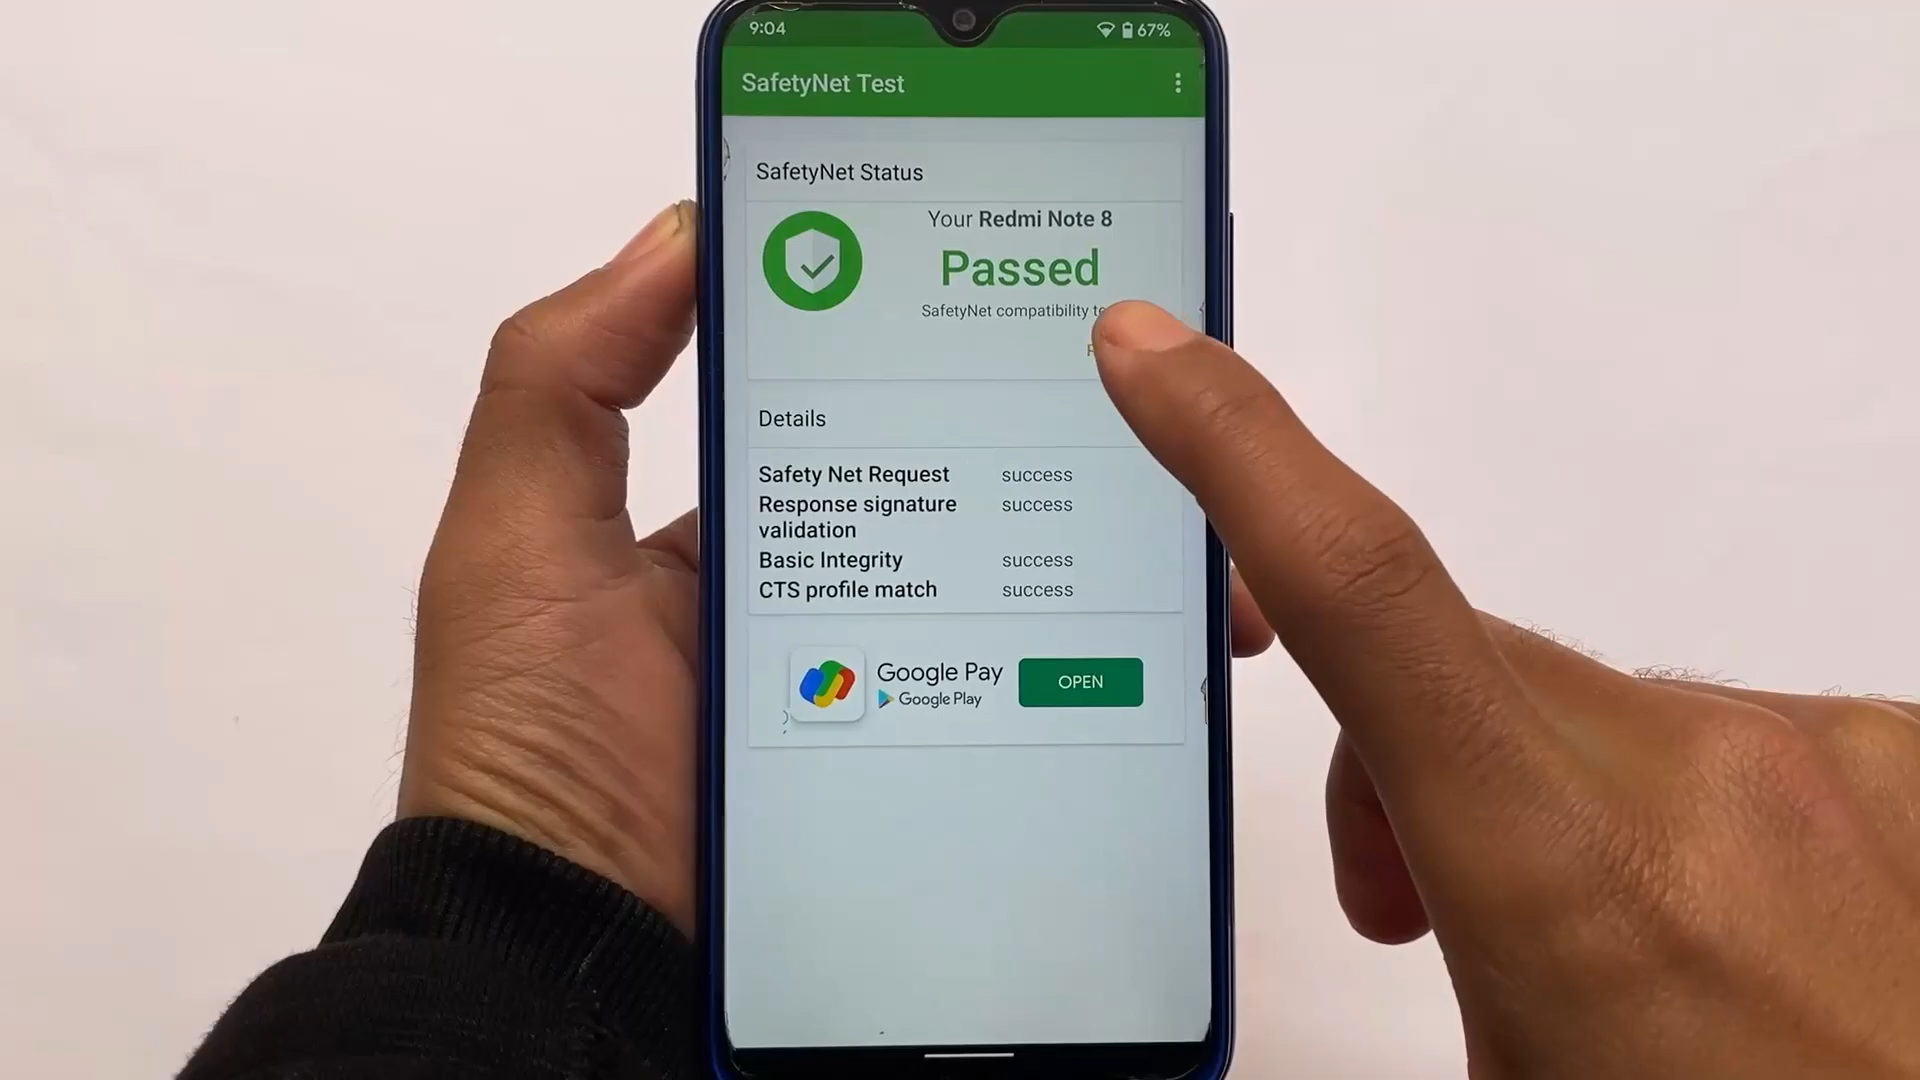 9:04
67%
SafetyNet Test
SafetyNet Status
Your Redmi Note 8
Passed
SafetyNet compatibility
Details
Safety Net Request success
Response signature success
validation
Basic Integrity success
CTS profile match success
Google Pay
Google Play
OPEN